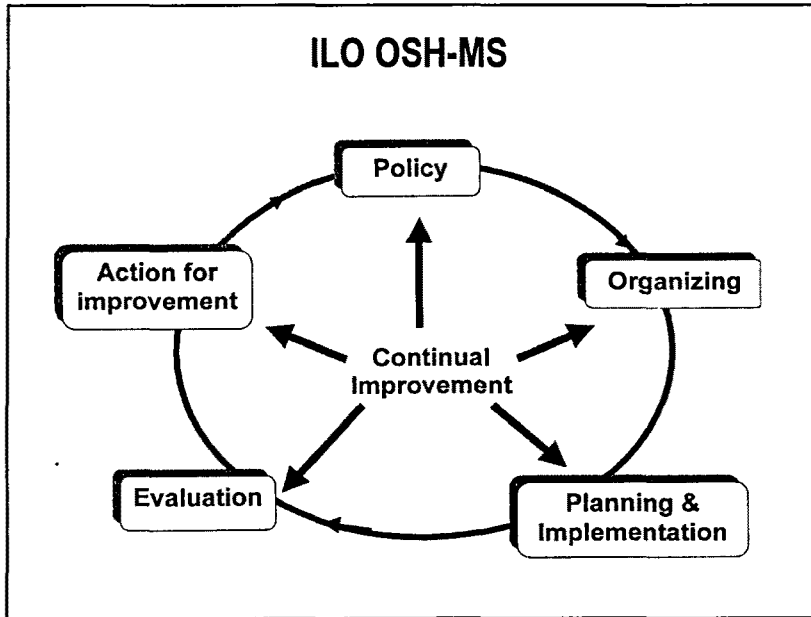 ILO OSH-MS
Policy
Organizing
Action for
improvement
Continual
Improvement
Evaluation
Planning &
Implementation